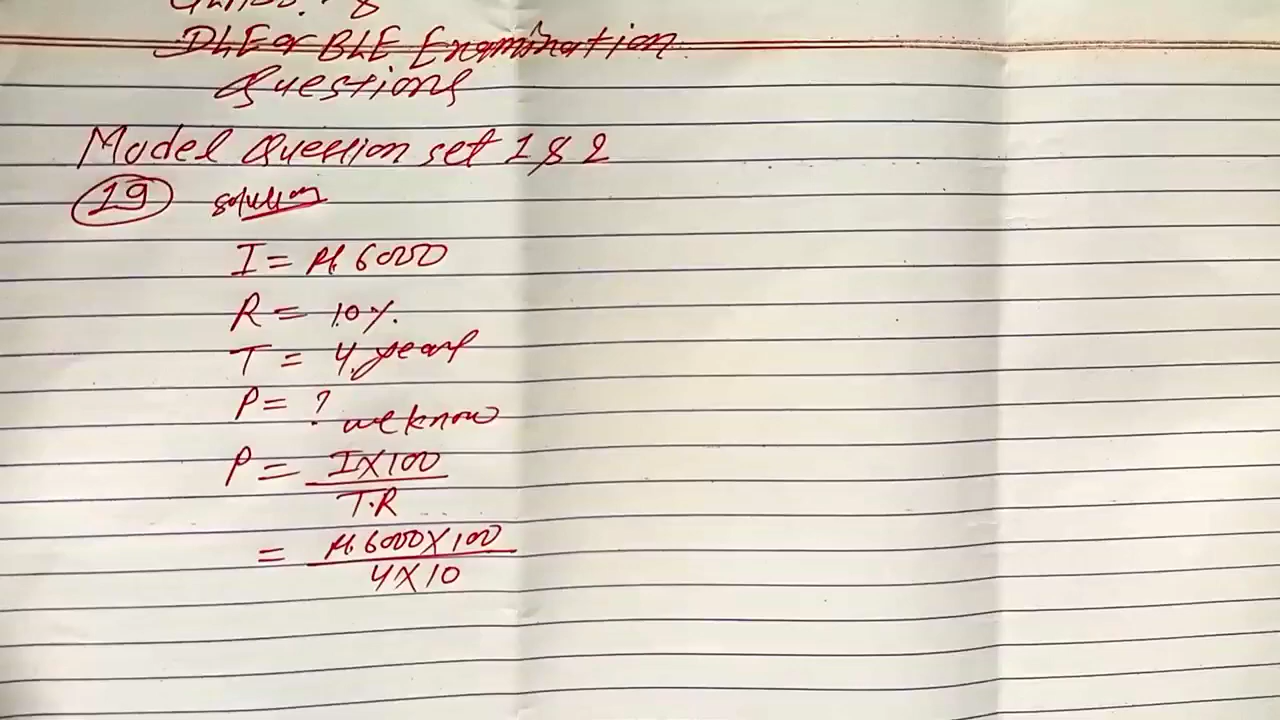 DLE or BLE Examination
Questions
Model Question set 1 & 2
19 solution
I = Rs. 6000
R = 10%.
T = 4 years
P = ?
we know
P = I×100 / T.R
= Rs. 6000×100 / 4×10